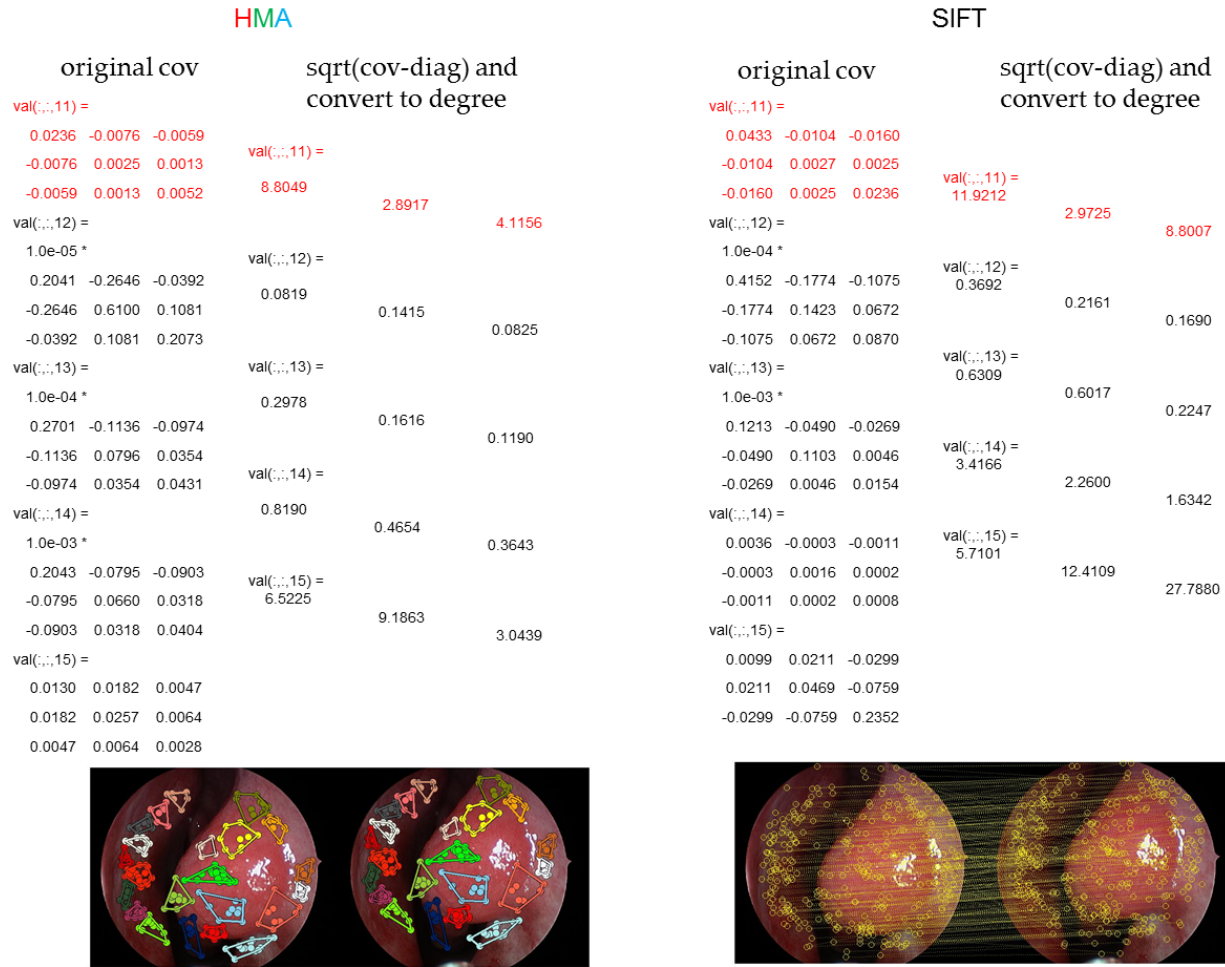 HMA
original cov
sqrt(cov-diag) and
convert to degree
val(:,:,11) =
0.0236 -0.0076 -0.0059
-0.0076 0.0025 0.0013
-0.0059 0.0013 0.0052
val(:,:,12) =
1.0e-05 *
0.2041 -0.2646 -0.0392
-0.2646 0.6100 0.1081
-0.0392 0.1081 0.2073
val(:,:,13) =
1.0e-04 *
0.2701 -0.1136 -0.0974
-0.1136 0.0796 0.0354
-0.0974 0.0354 0.0431
val(:,:,14) =
1.0e-03 *
0.2043 -0.0795 -0.0903
-0.0795 0.0660 0.0318
-0.0903 0.0318 0.0404
val(:,:,15) =
0.0130 0.0182 0.0047
0.0182 0.0257 0.0064
0.0047 0.0064 0.0028
val(:,:,11) =
8.8049
2.8917
4.1156
val(:,:,12) =
0.0819
0.1415
0.0825
val(:,:,13) =
0.2978
0.1616
0.1190
val(:,:,14) =
0.8190
0.4654
0.3643
val(:,:,15) =
6.5225
9.1863
3.0439
SIFT
original cov
sqrt(cov-diag) and
convert to degree
val(:,:,11) =
0.0433 -0.0104 -0.0160
-0.0104 0.0027 0.0025
-0.0160 0.0025 0.0236
val(:,:,12) =
1.0e-04 *
0.4152 -0.1774 -0.1075
-0.1774 0.1423 0.0672
-0.1075 0.0672 0.0870
val(:,:,13) =
1.0e-03 *
0.1213 -0.0490 -0.0269
-0.0490 0.1103 0.0046
-0.0269 0.0046 0.0154
val(:,:,14) =
0.0036 -0.0003 -0.0011
-0.0003 0.0016 0.0002
-0.0011 0.0002 0.0008
val(:,:,15) =
0.0099 0.0211 -0.0299
0.0211 0.0469 -0.0759
-0.0299 -0.0759 0.2352
val(:,:,11) =
11.9212
2.9725
8.8007
val(:,:,12) =
0.3692
0.2161
0.1690
val(:,:,13) =
0.6309
0.6017
0.2247
val(:,:,14) =
3.4166
2.2600
1.6342
val(:,:,15) =
5.7101
12.4109
27.7880